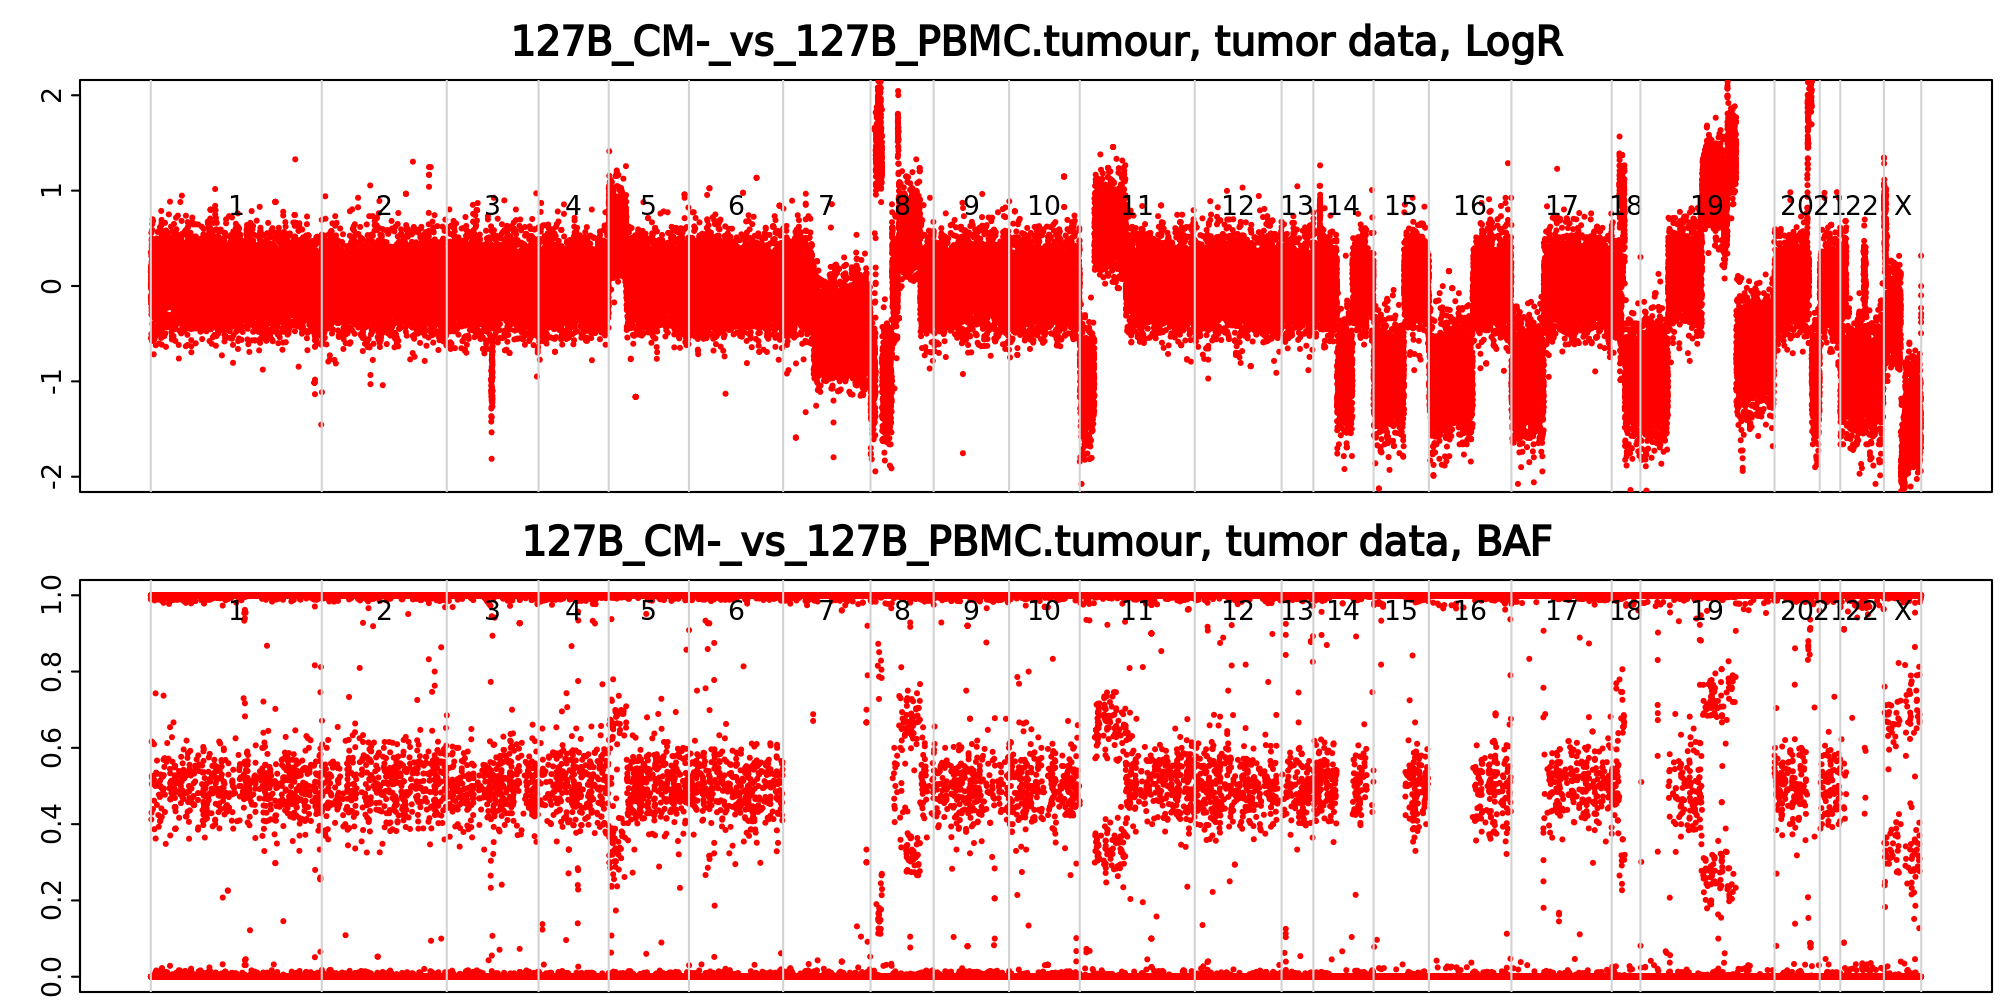 127B_CM-_vs_127B_PBMC.tumour, tumor data, LogR
2
1
0
-1
-2
1 2 3 4 5 6 7 8 9 10 11 12 13 14 15 16 17 18 19 20 21 22 X
127B_CM-_vs_127B_PBMC.tumour, tumor data, BAF
1.0
0.8
0.6
0.4
0.2
0.0
1 2 3 4 5 6 7 8 9 10 11 12 13 14 15 16 17 18 19 20 21 22 X